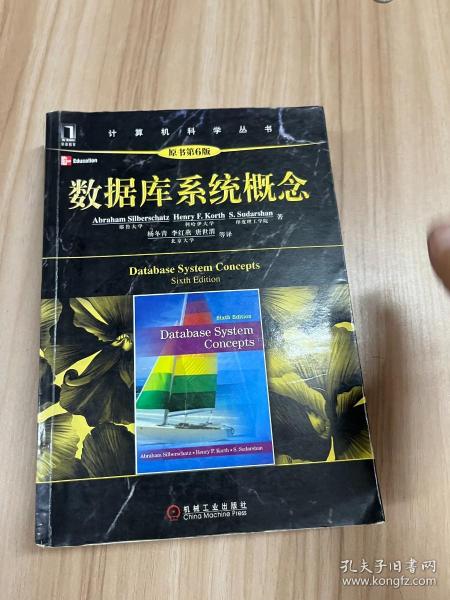 计算机科学丛书
Education
原书第6版
数据库系统概念
Abraham Silberschatz Henry F. Korth S. Sudarshan 著
耶鲁大学 利哈伊大学 印度理工学院
杨冬青 李红燕 唐世渭 等译
北京大学
Database System Concepts
Sixth Edition
Sixth Edition
Database System
Concepts
Abraham Silberschatz • Henry F. Korth • S. Sudarshan
机械工业出版社
China Machine Press
孔夫子旧书网
www.kongfz.com